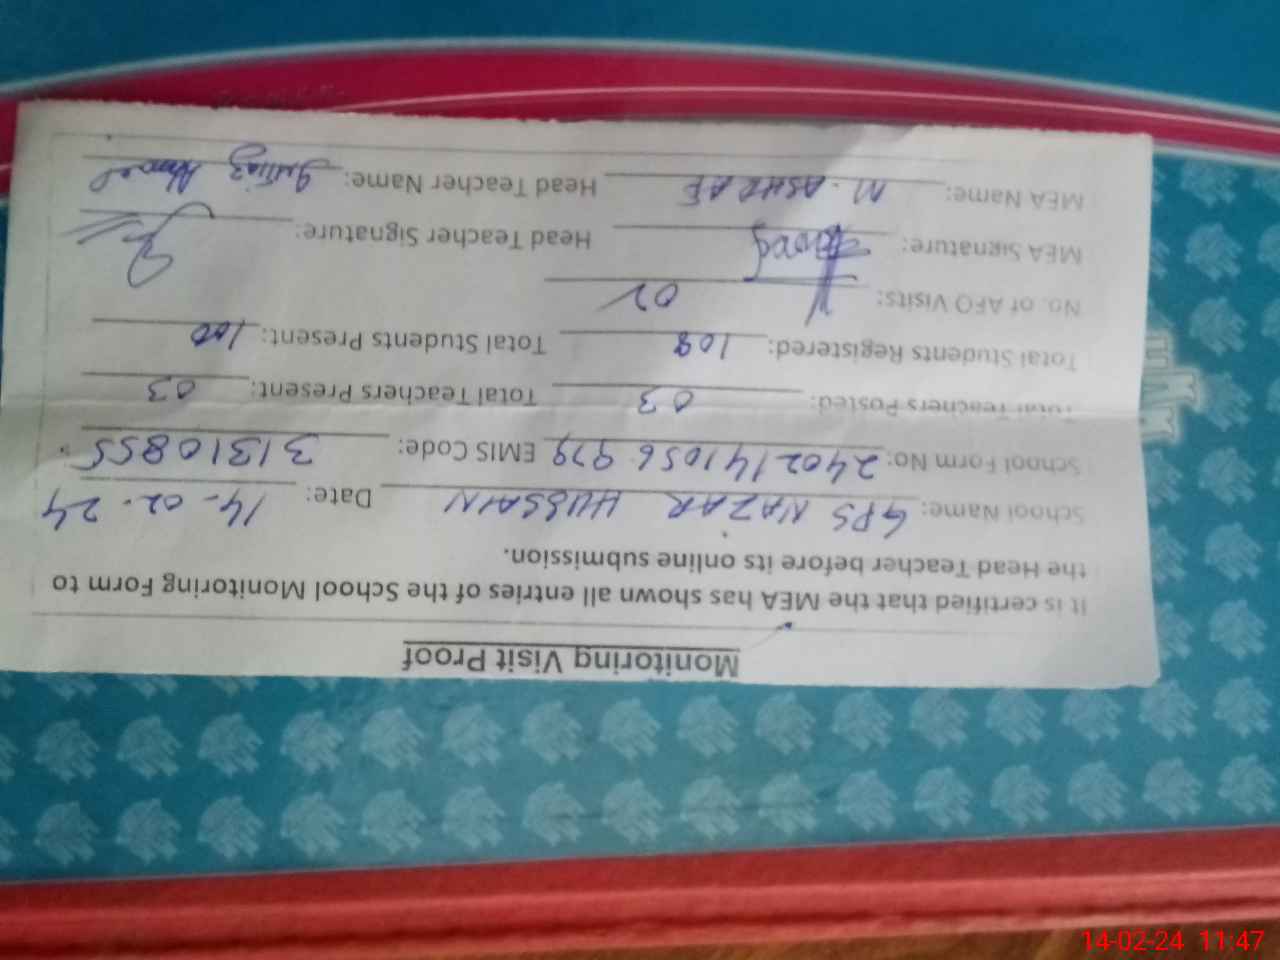 Monitoring Visit Proof
It is certified that the MEA has shown all entries of the School Monitoring Form to
the Head Teacher before its online submission.
School Name: GPS NAZAR HUSSAIN Date: 14-02-24
School Form No: 2402141056979 EMIS Code: 31310855
Total Teachers Posted: 03 Total Teachers Present: 03
Total Students Registered: 108 Total Students Present: 100
No. of AFO Visits: 02
MEA Signature: Head Teacher Signature:
MEA Name: M. ASHRAF Head Teacher Name: Ahmed
14-02-24 11:47